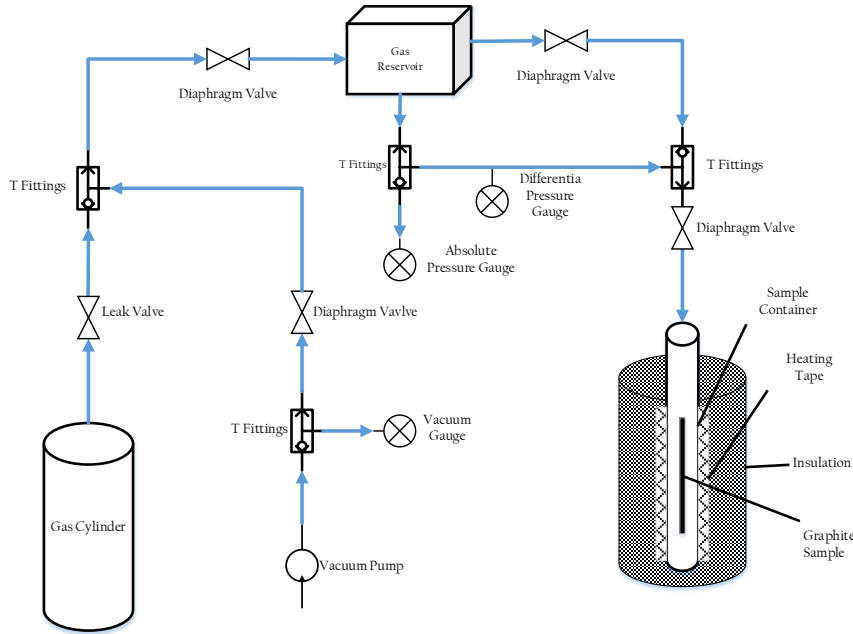 Gas
Reservoir
Diaphragm Valve
Diaphragm Valve
T Fittings
T Fittings
T Fittings
Differentia
Pressure
Gauge
Diaphragm Valve
Absolute
Pressure Gauge
Leak Valve
Diaphragm Vavlve
Sample
Container
Heating
Tape
T Fittings
Vacuum
Gauge
Insulation
Gas Cylinder
Graphite
Sample
Vacuum Pump